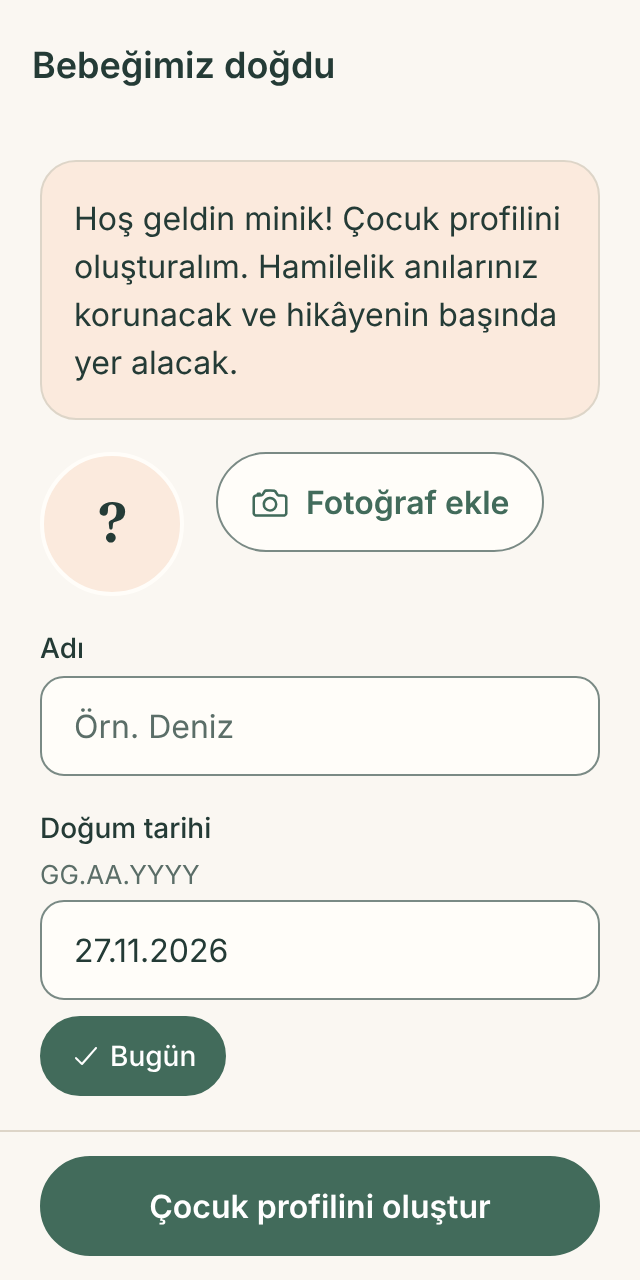 Bebeğimiz doğdu
Hoş geldin minik! Çocuk profilini
oluşturalım. Hamilelik anılarınız
korunacak ve hikâyenin başında
yer alacak.
?
Fotoğraf ekle
Adı
Örn. Deniz
Doğum tarihi
GG.AA.YYYY
27.11.2026
Bugün
Çocuk profilini oluştur